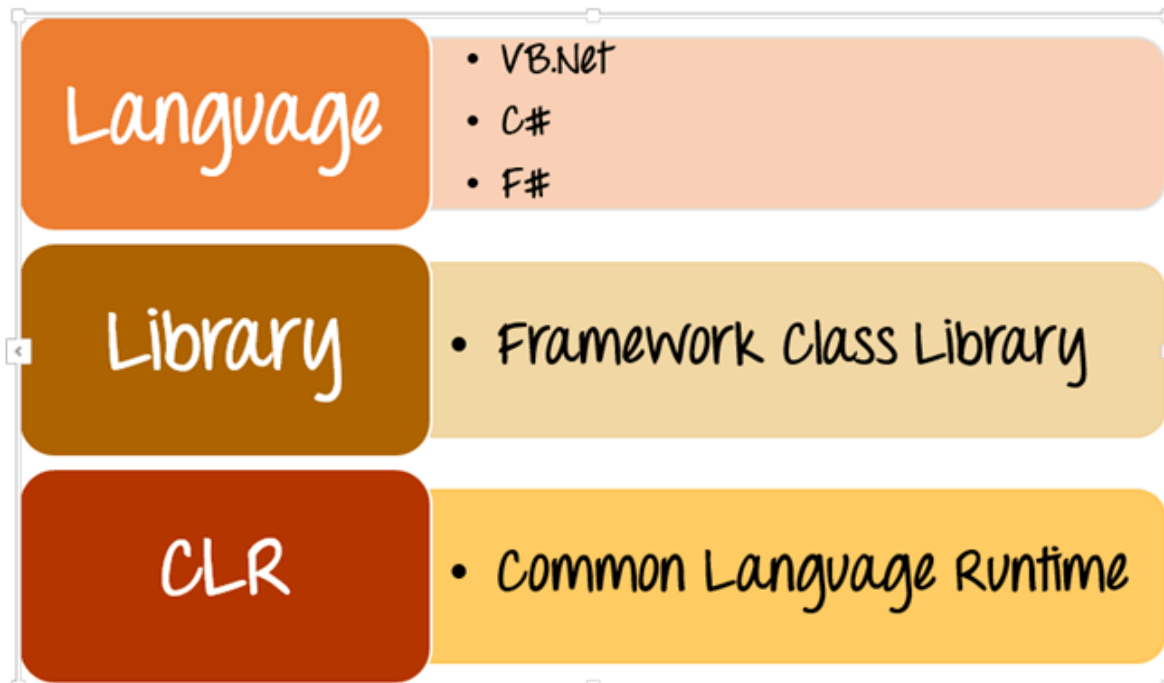 Language
• VB.Net
• C#
• F#
Library
• Framework Class Library
CLR
• Common Language Runtime